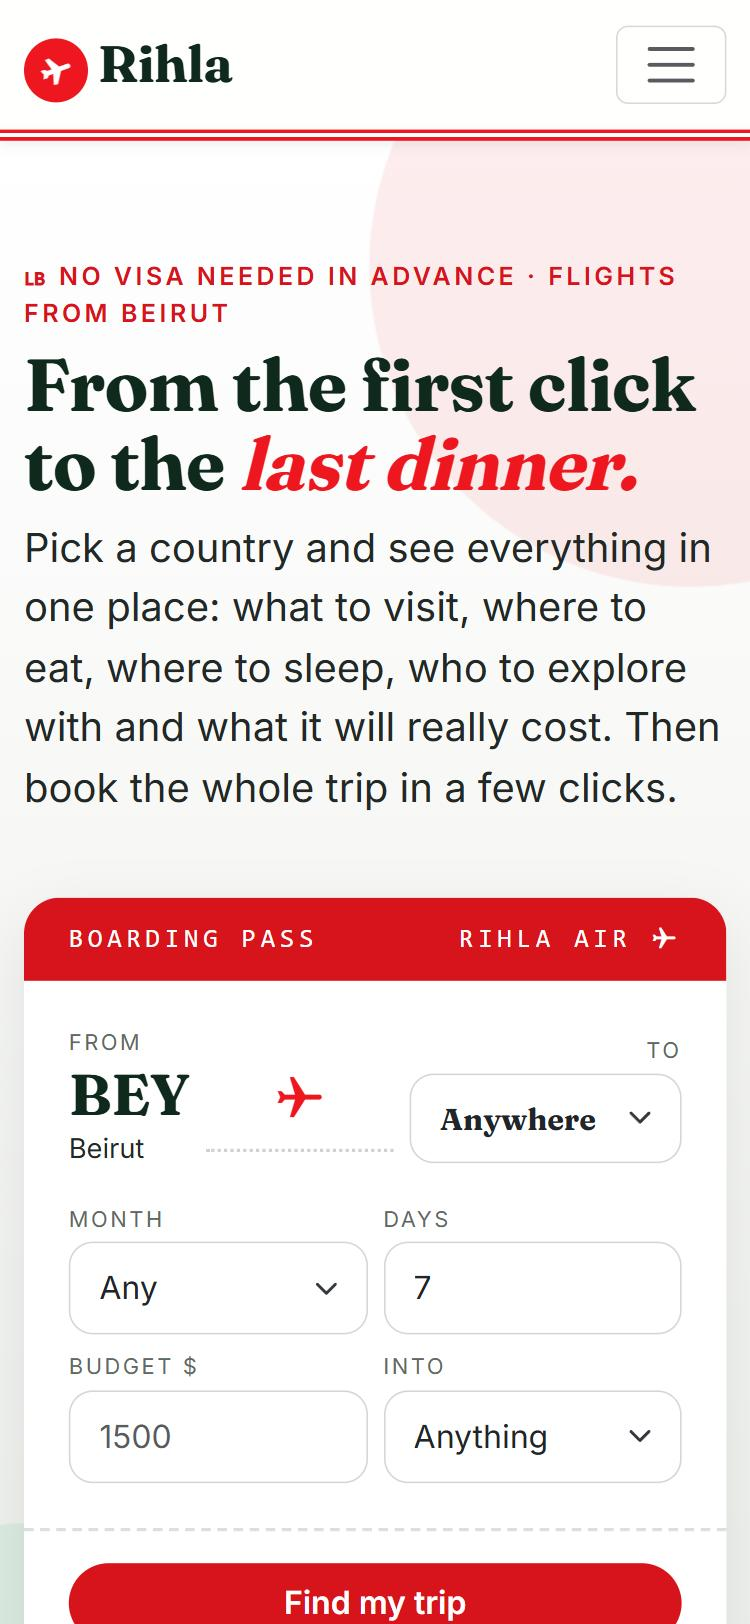 Rihla
LB NO VISA NEEDED IN ADVANCE · FLIGHTS
FROM BEIRUT
From the first click
to the last dinner.
Pick a country and see everything in
one place: what to visit, where to
eat, where to sleep, who to explore
with and what it will really cost. Then
book the whole trip in a few clicks.
BOARDING PASS RIHLA AIR
FROM TO
BEY Anywhere
Beirut
MONTH DAYS
Any 7
BUDGET $ INTO
1500 Anything
Find my trip